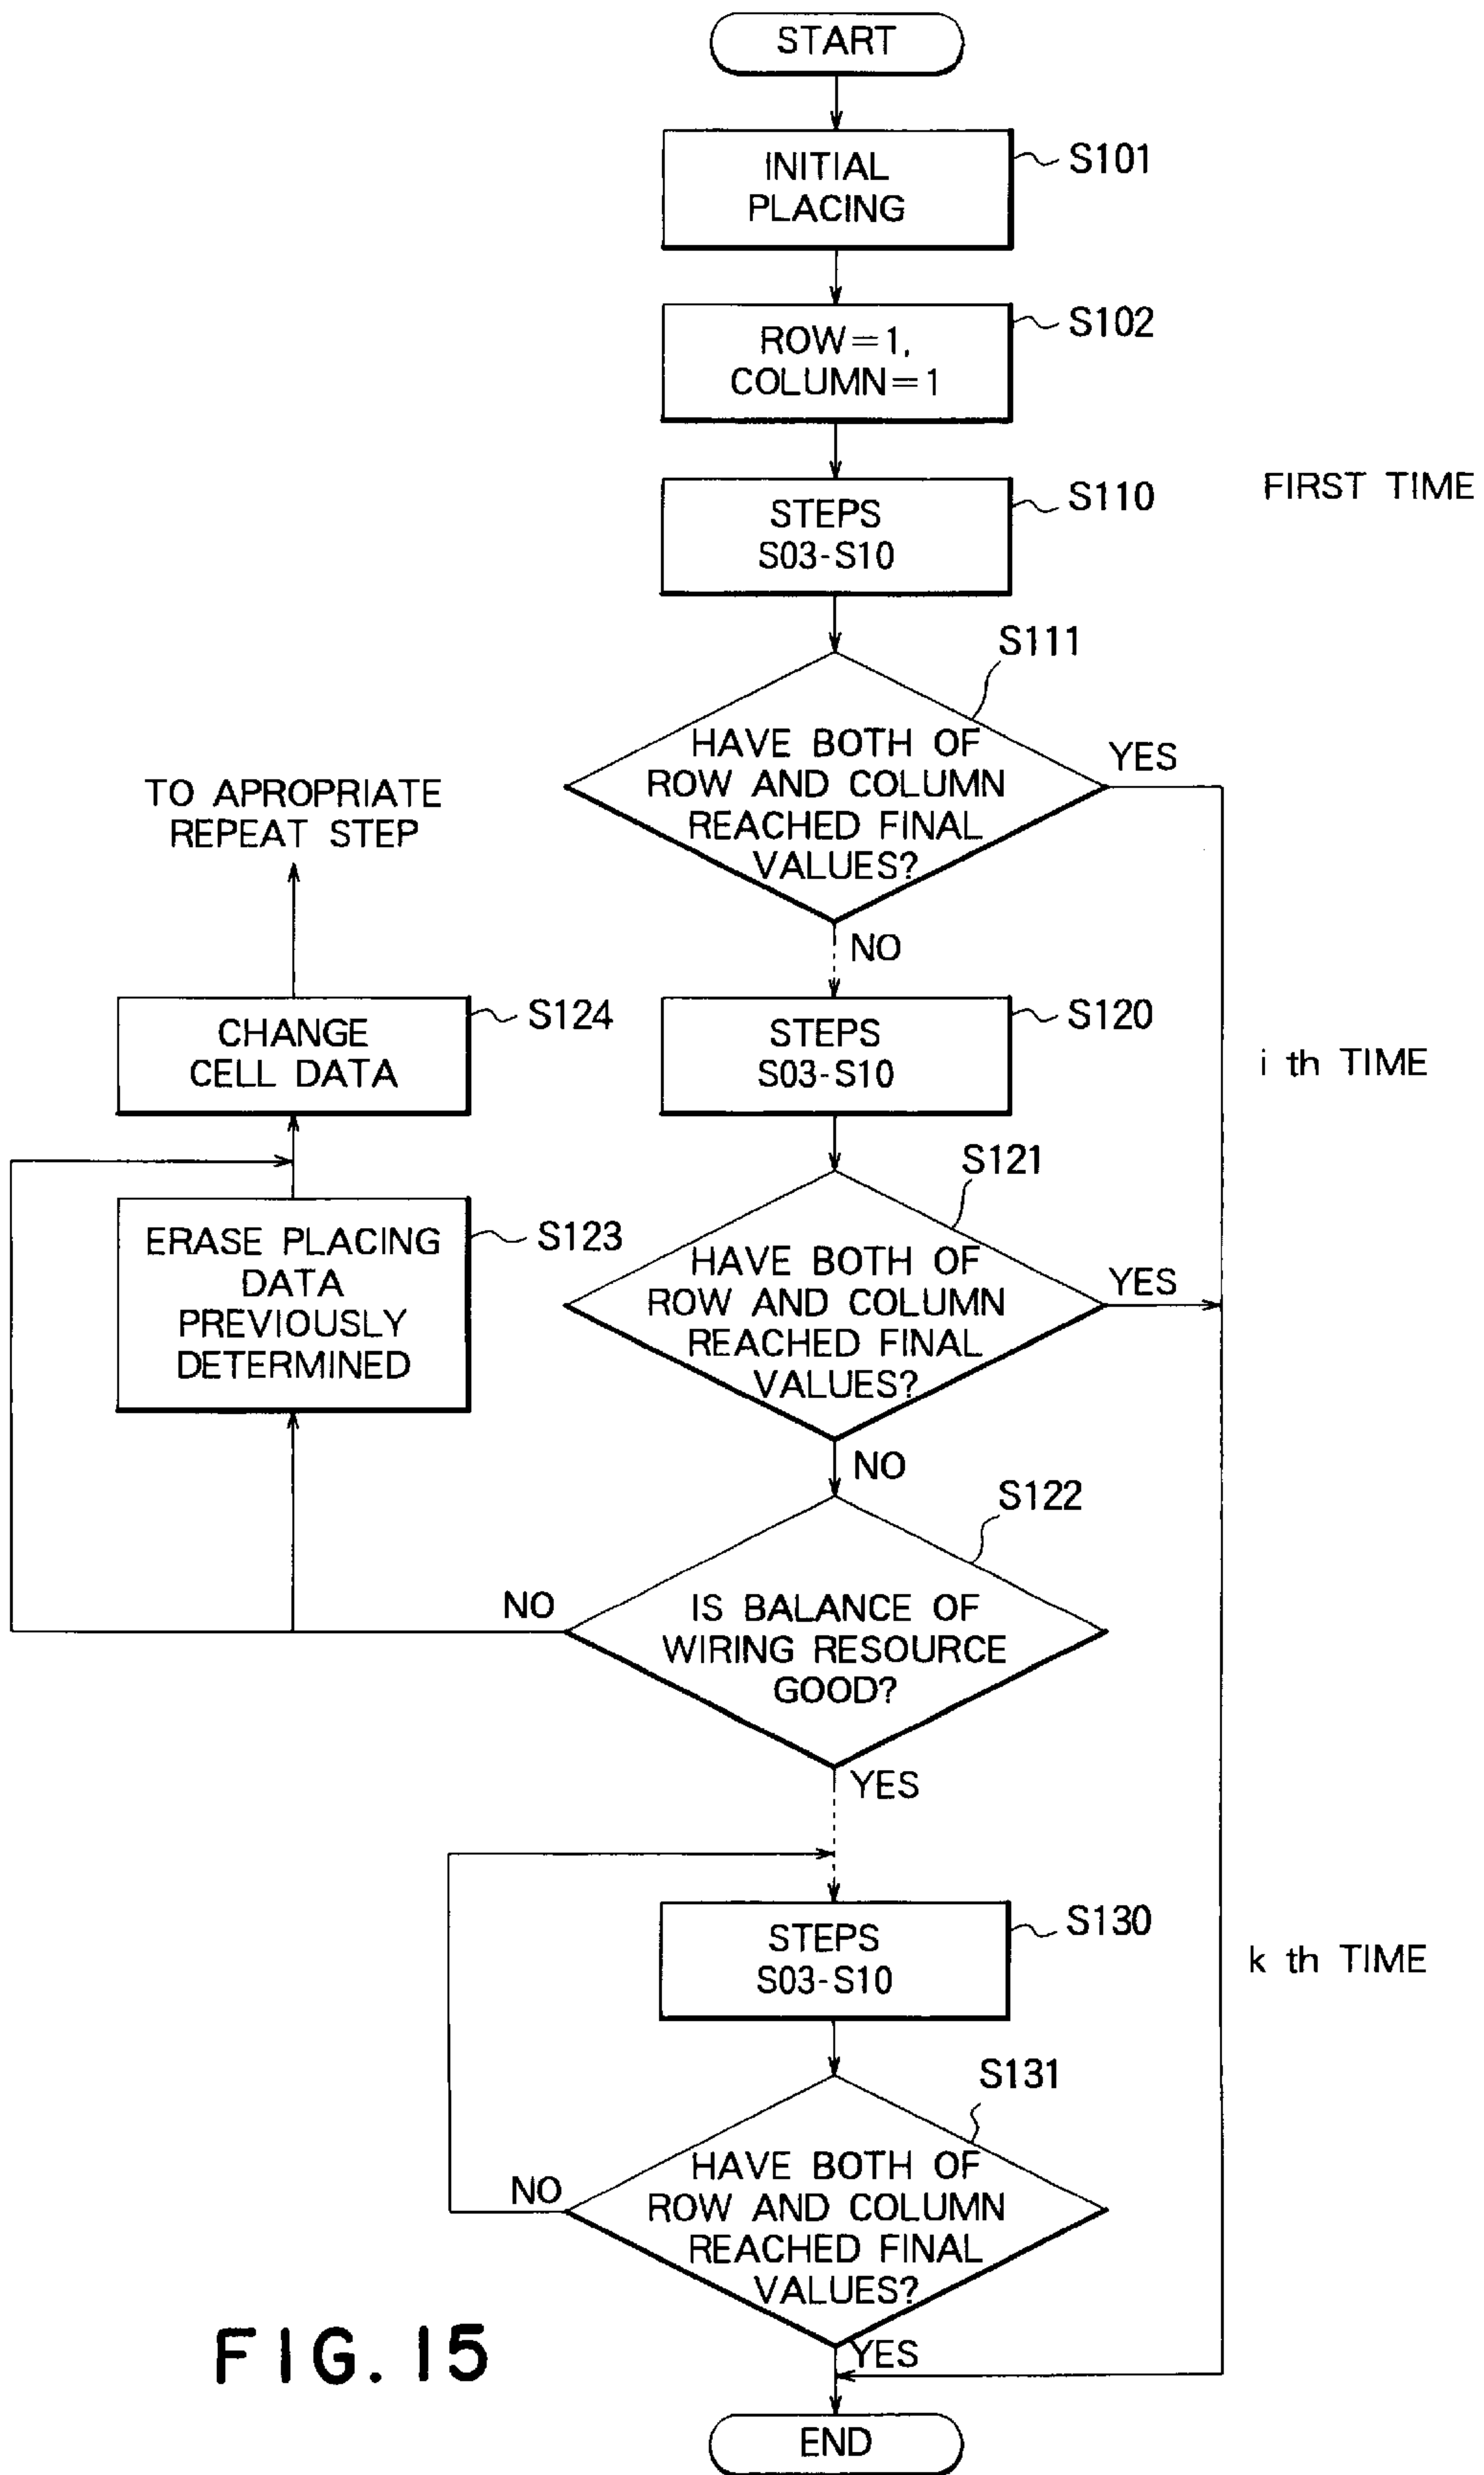 START
INITIAL
PLACING
S101
ROW=1,
COLUMN=1
S102
STEPS
S03-S10
S110
FIRST TIME
S111
HAVE BOTH OF
ROW AND COLUMN
REACHED FINAL
VALUES?
YES
NO
TO APROPRIATE
REPEAT STEP
CHANGE
CELL DATA
S124
STEPS
S03-S10
S120
i th TIME
ERASE PLACING
DATA
PREVIOUSLY
DETERMINED
S123
S121
HAVE BOTH OF
ROW AND COLUMN
REACHED FINAL
VALUES?
YES
NO
S122
IS BALANCE OF
WIRING RESOURCE
GOOD?
NO
YES
STEPS
S03-S10
S130
k th TIME
S131
HAVE BOTH OF
ROW AND COLUMN
REACHED FINAL
VALUES?
NO
YES
END
FIG. 15